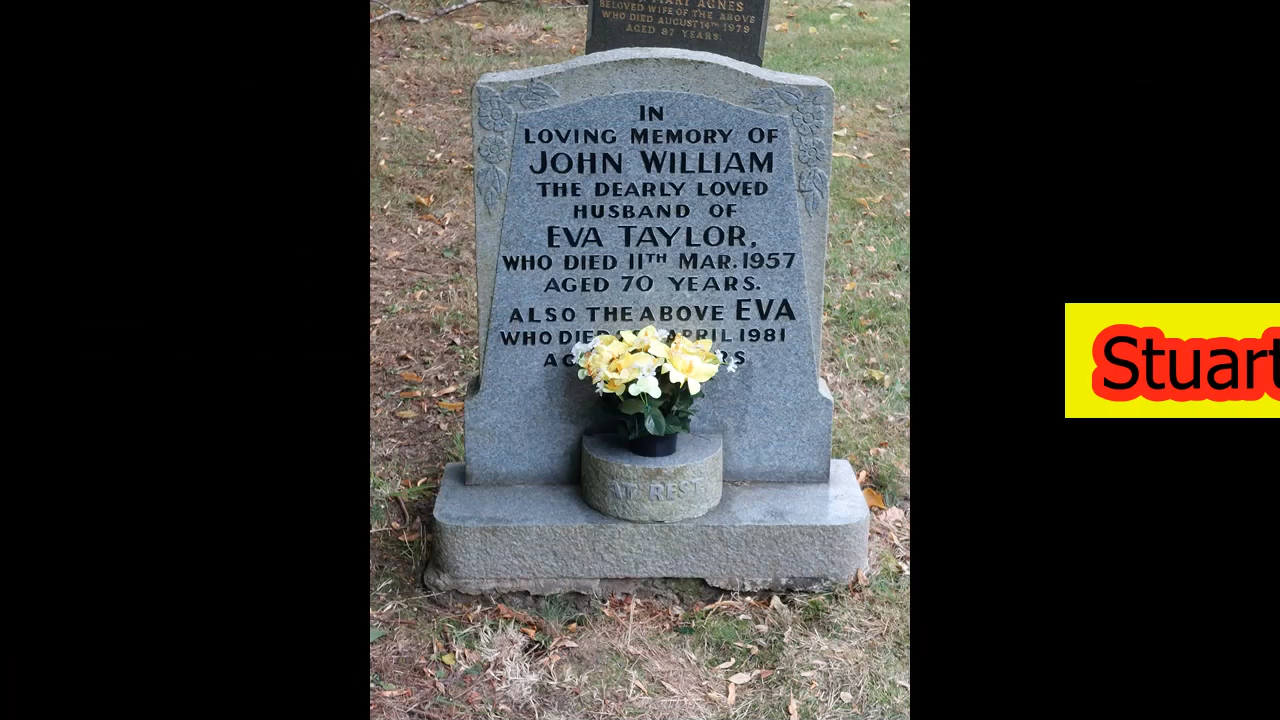 AGNES
BELOVED WIFE OF THE ABOVE
WHO DIED AUGUST 14TH 1979
AGED 87 YEARS.
IN
LOVING MEMORY OF
JOHN WILLIAM
THE DEARLY LOVED
HUSBAND OF
EVA TAYLOR,
WHO DIED 11TH MAR. 1957
AGED 70 YEARS.
ALSO THE ABOVE EVA
WHO DIED APRIL 1981
AT REST
Stuart